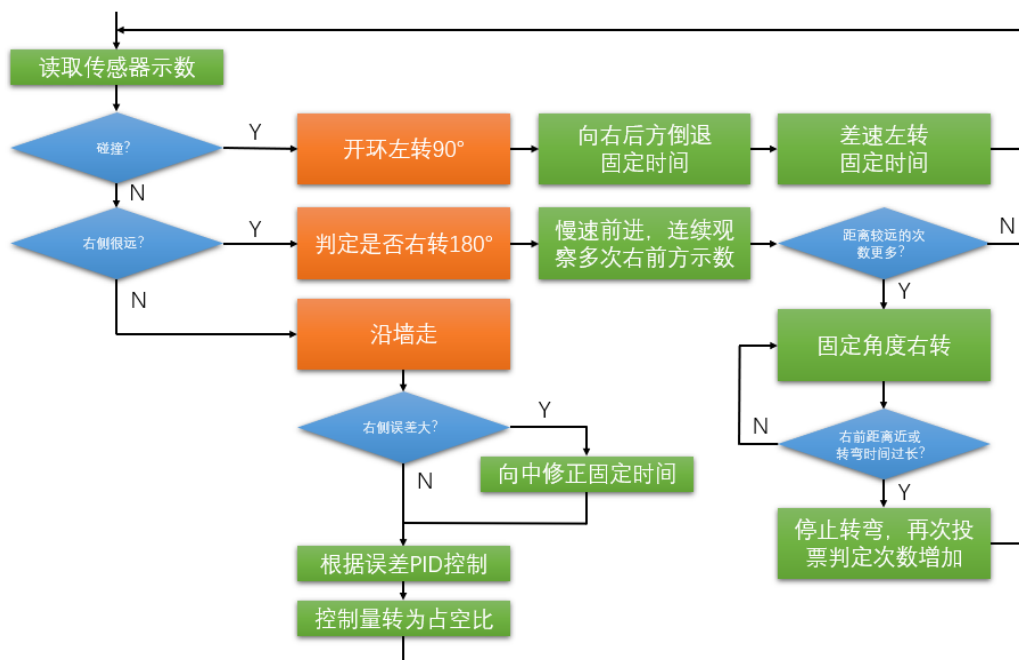 读取传感器示数
碰撞？
Y
开环左转90°
向右后方倒退
固定时间
差速左转
固定时间
N
右侧很远？
Y
判定是否右转180°
慢速前进，连续观
察多次右前方示数
距离较远的次
数更多？
N
Y
N
沿墙走
固定角度右转
右侧误差大？
Y
N
向中修正固定时间
右前距离近或
转弯时间过长？
N
Y
停止转弯，再次投
票判定次数增加
根据误差PID控制
控制量转为占空比